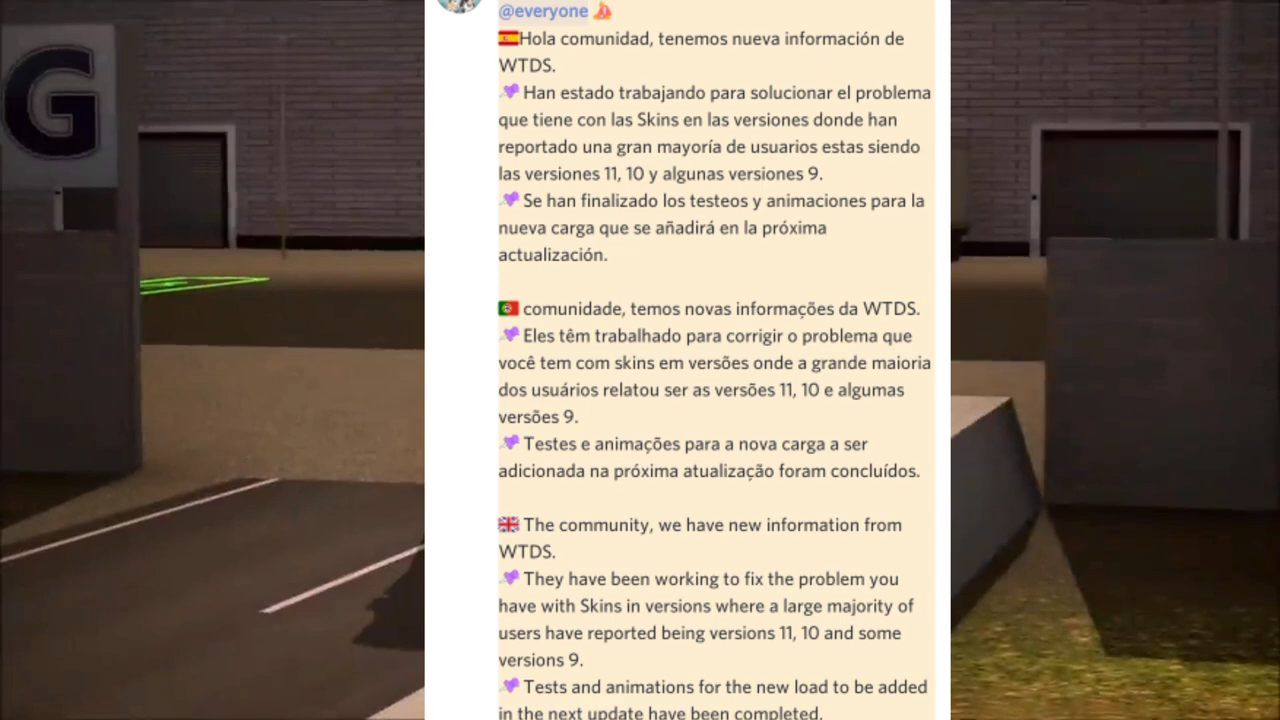 G
@everyone
Hola comunidad, tenemos nueva información de
WTDS.
Han estado trabajando para solucionar el problema
que tiene con las Skins en las versiones donde han
reportado una gran mayoría de usuarios estas siendo
las versiones 11, 10 y algunas versiones 9.
Se han finalizado los testeos y animaciones para la
nueva carga que se añadirá en la próxima
actualización.
comunidade, temos novas informações da WTDS.
Eles têm trabalhado para corrigir o problema que
você tem com skins em versões onde a grande maioria
dos usuários relatou ser as versões 11, 10 e algumas
versões 9.
Testes e animações para a nova carga a ser
adicionada na próxima atualização foram concluídos.
The community, we have new information from
WTDS.
They have been working to fix the problem you
have with Skins in versions where a large majority of
users have reported being versions 11, 10 and some
versions 9.
Tests and animations for the new load to be added
in the next update have been completed.